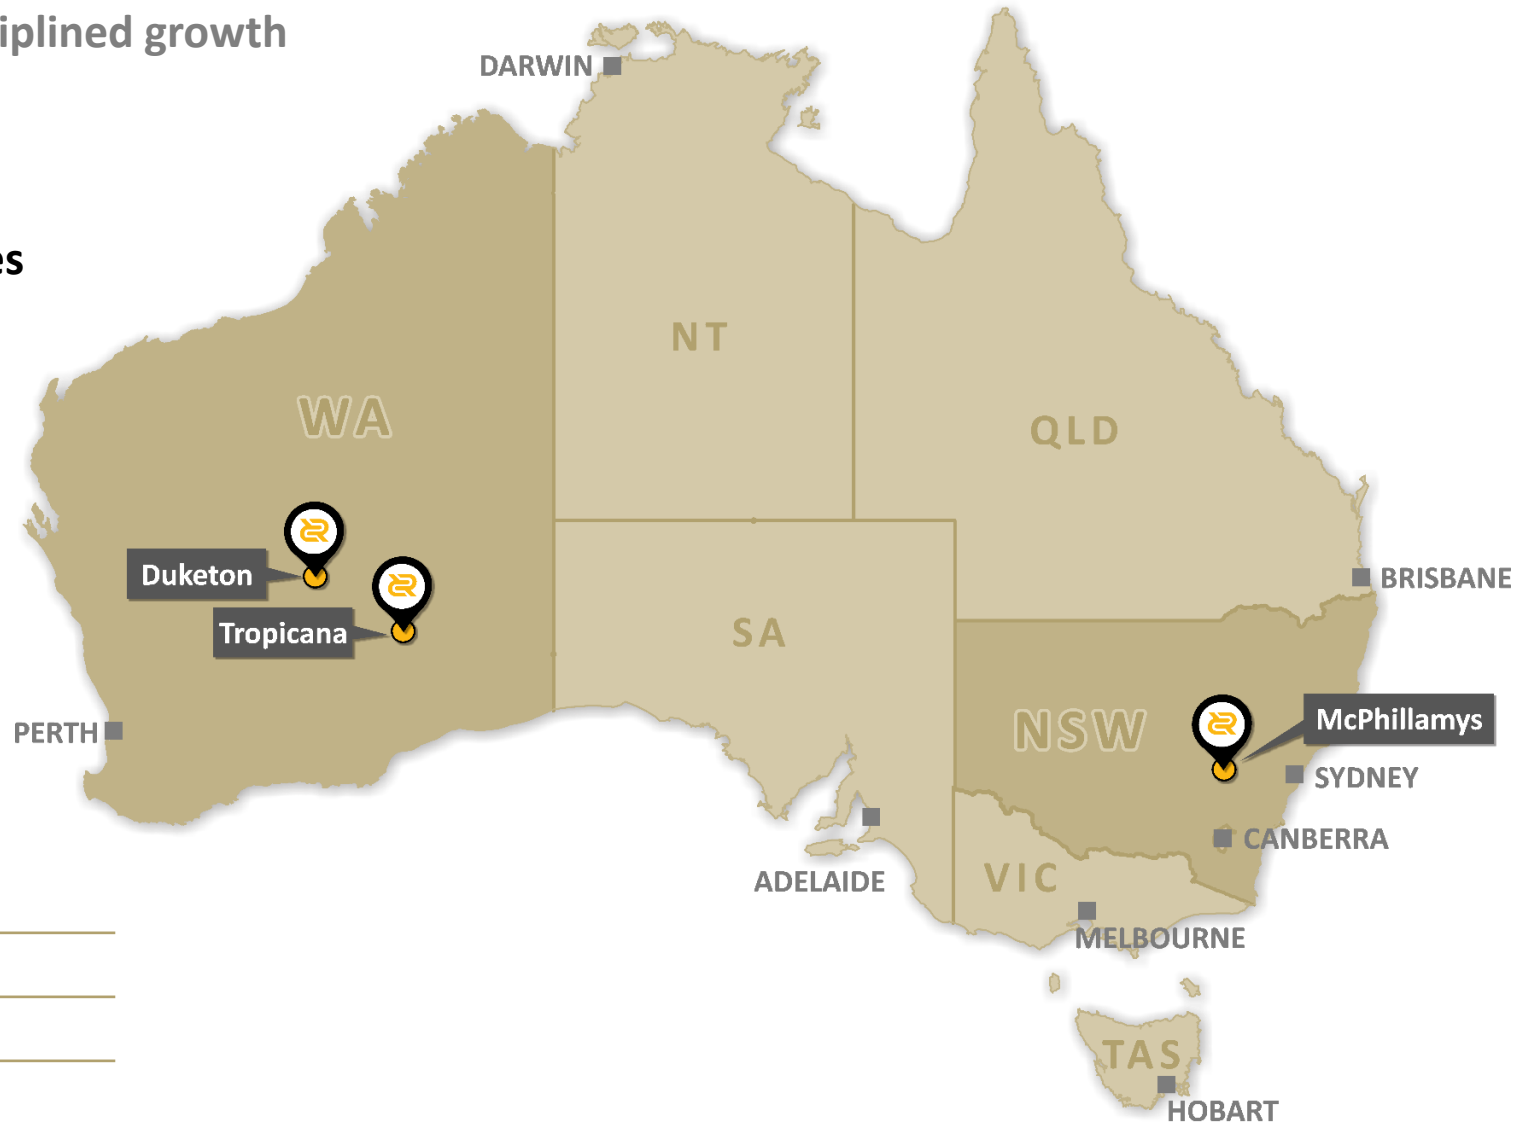 iplined growth
DARWIN
es
NT
WA
QLD
Duketon
BRISBANE
Tropicana
SA
McPhillamys
NSW
PERTH
SYDNEY
CANBERRA
ADELAIDE
VIC
MELBOURNE
TAS
HOBART